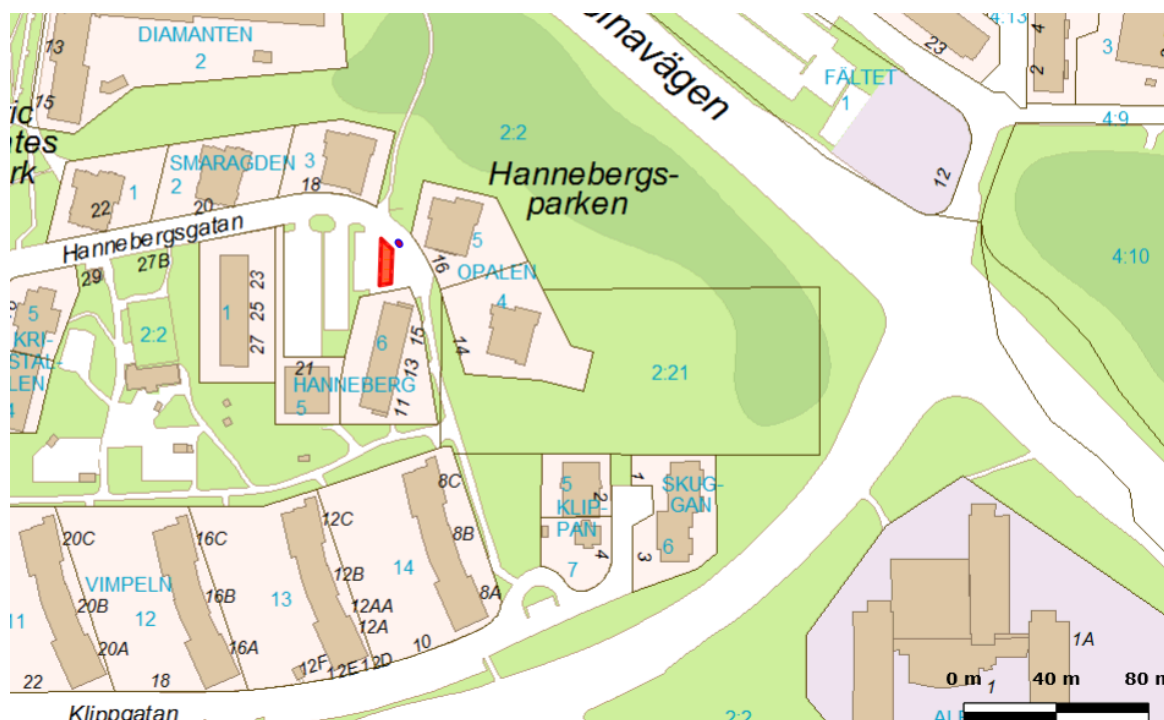 DIAMANTEN
2
13
15
inavägen
2:2
Hannebergs-
parken
FÄLTET
1
12
23
4:13
4
2
3
4:9
4:10
rk
SMARAGDEN
2
3
18
1
22
20
Hannebergsgatan
27B
29
5
OPALEN
16
4
14
23
25
27
1
2:2
5
KRI-
STAL-
LEN
6
15
13
11
21
HANNEBERG
5
2:21
5
2
KLIP-
PAN
4
7
1
SKUG-
GAN
3
6
8C
8B
8A
14
12C
12B
12AA
12A
13
12F
12E
12D
10
16C
16B
16A
VIMPELN
12
20C
20B
20A
11
22
18
Klippgatan
2:2
1A
1
0 m
40 m
80 m